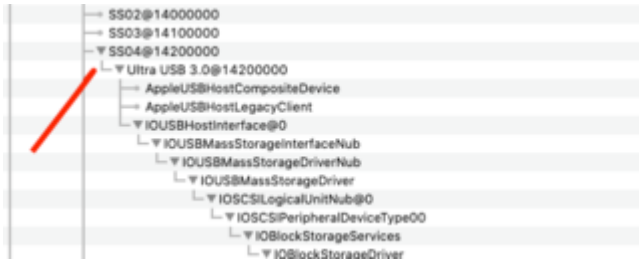 SS02@14000000
SS03@14100000
SS04@14200000
Ultra USB 3.0@14200000
AppleUSBHostCompositeDevice
AppleUSBHostLegacyClient
IOUSBHostInterface@0
IOUSBMassStorageInterfaceNub
IOUSBMassStorageDriverNub
IOUSBMassStorageDriver
IOSCSILogicalUnitNub@0
IOSCSIPeripheralDeviceType00
IOBlockStorageServices
IOBlockStorageDriver